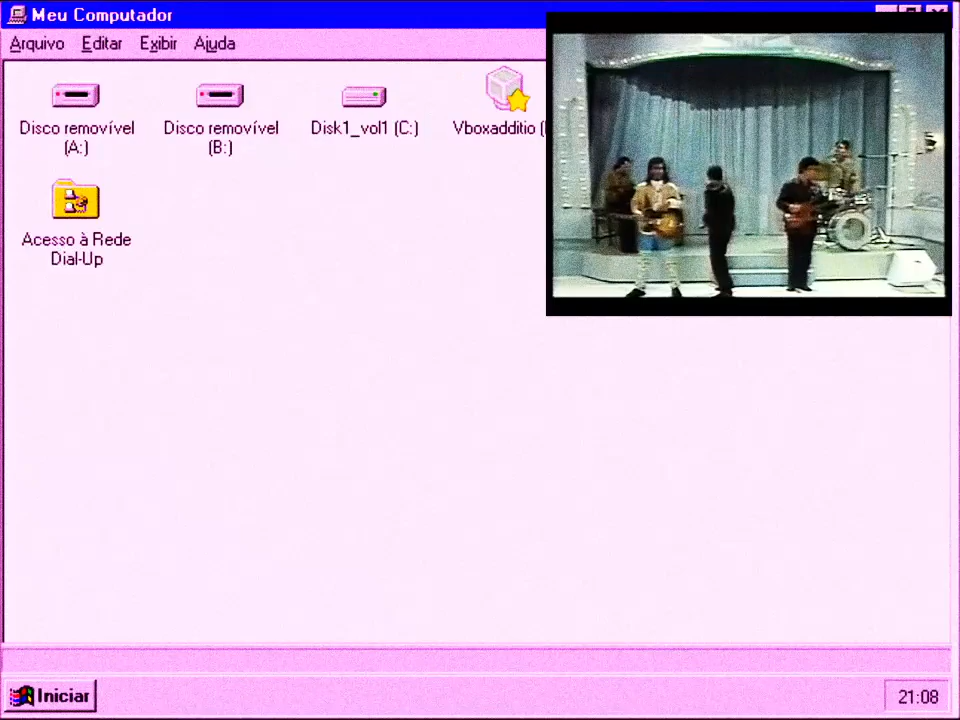 Meu Computador
Arquivo Editar Exibir Ajuda
Disco removível
(A:)
Disco removível
(B:)
Disk1_vol1 (C:)
Vboxadditio (
Acesso à Rede
Dial-Up
Iniciar
21:08